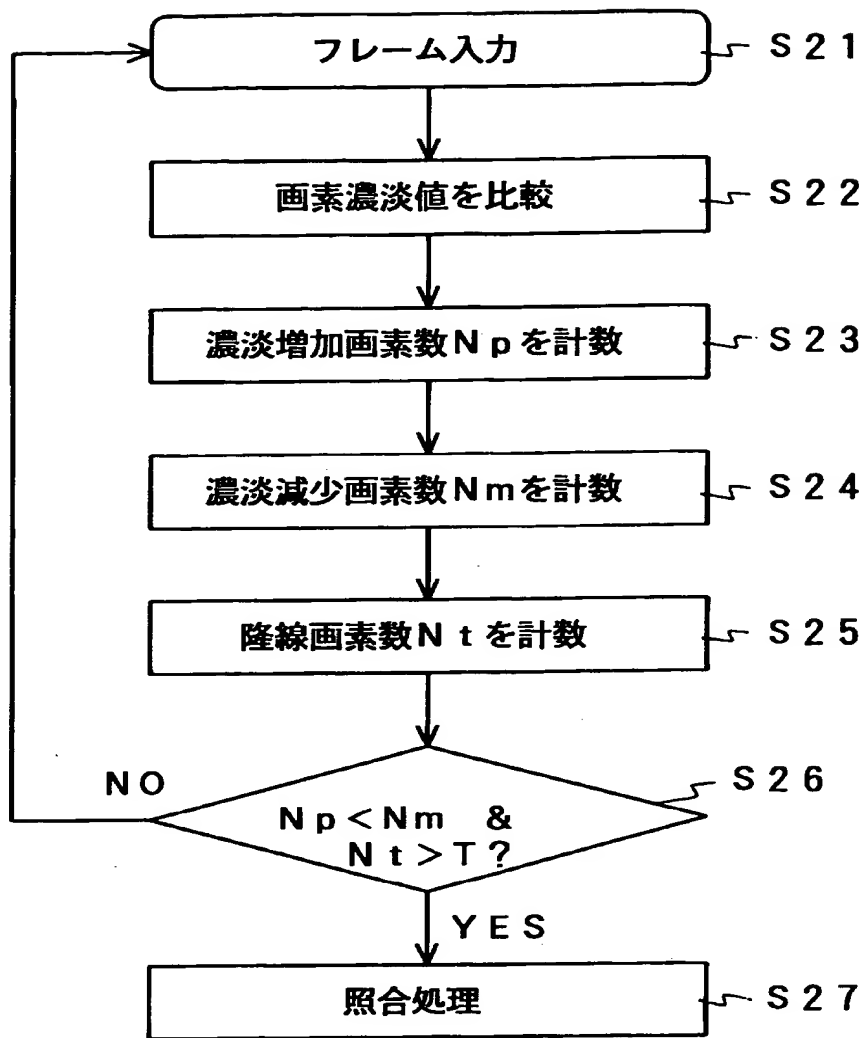 フレーム入力 S21
画素濃淡値を比較 S22
濃淡増加画素数Npを計数 S23
濃淡減少画素数Nmを計数 S24
隆線画素数Ntを計数 S25
NO
S26
Np<Nm &
Nt>T?
YES
照合処理 S27